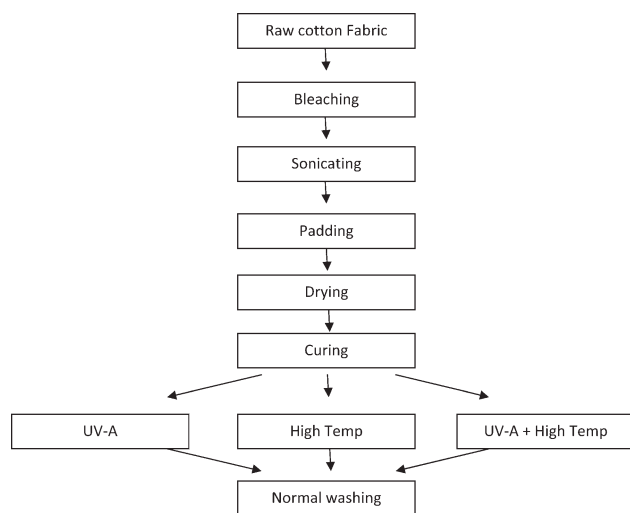 Raw cotton Fabric
Bleaching
Sonicating
Padding
Drying
Curing
UV-A
High Temp
UV-A + High Temp
Normal washing